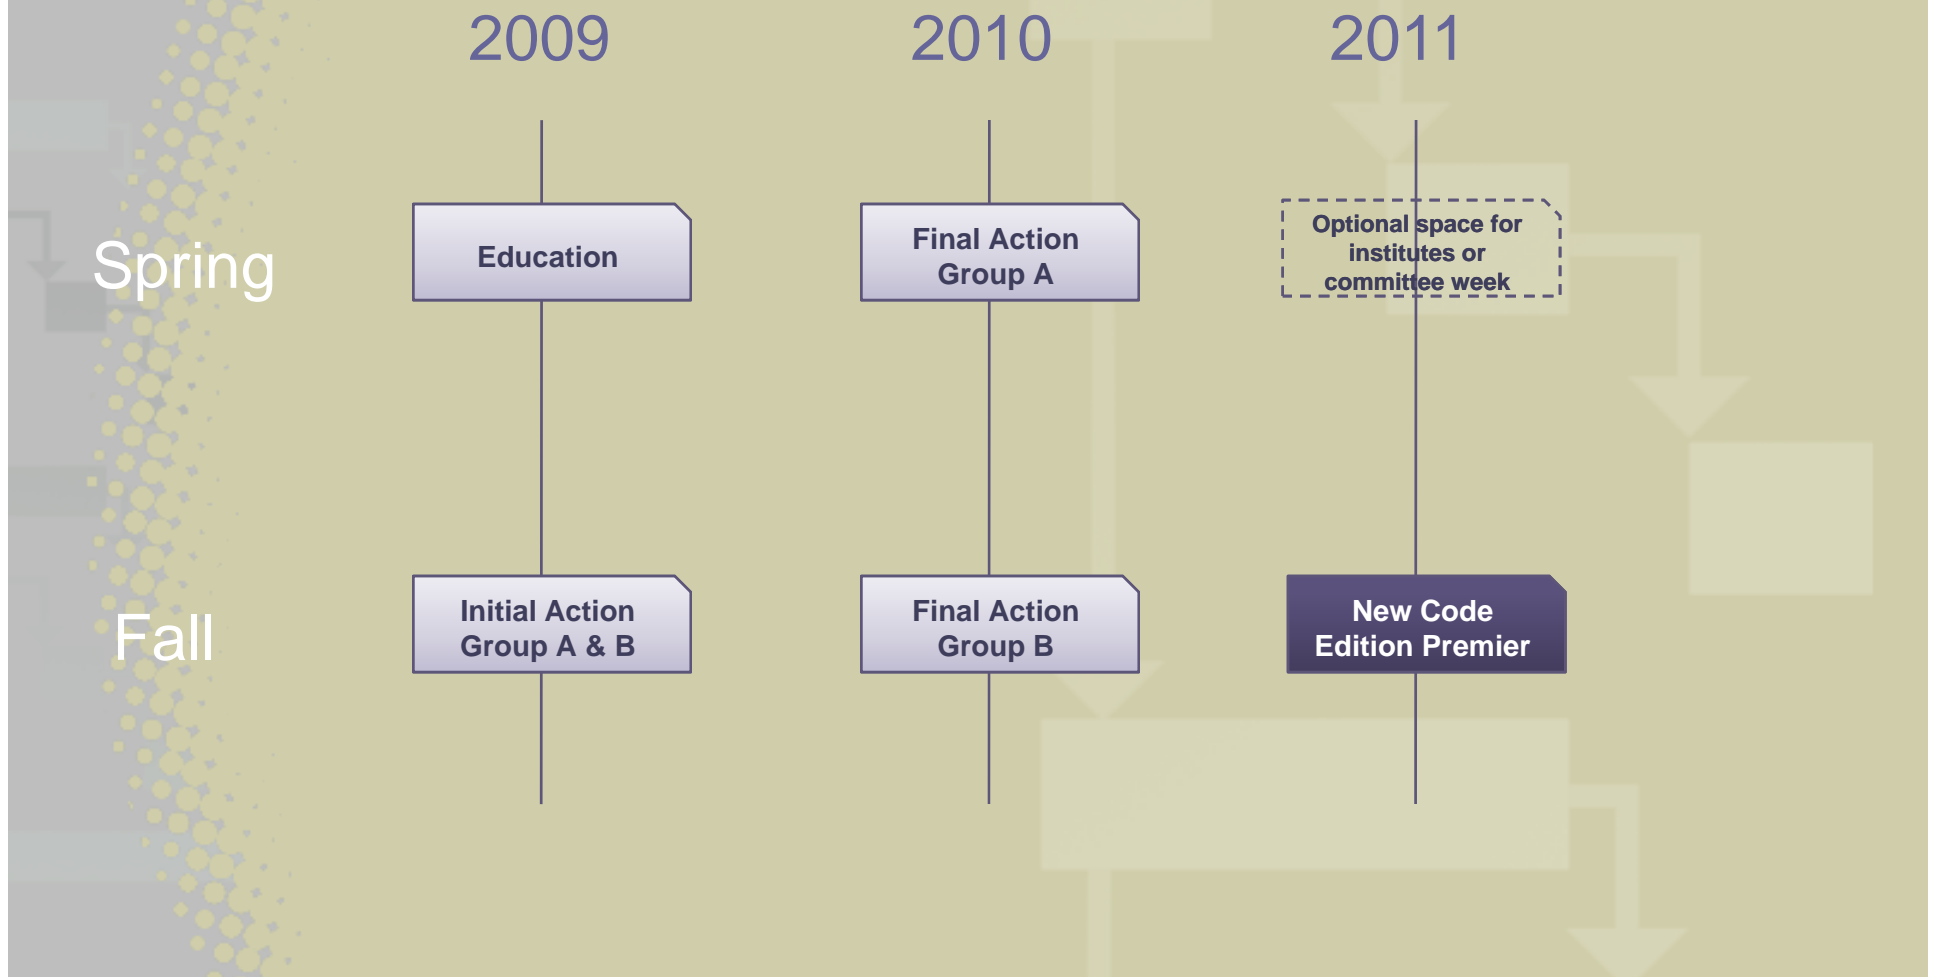 2009
2010
2011
Spring
Education
Final Action
Group A
Optional space for
institutes or
committee week
Fall
Initial Action
Group A & B
Final Action
Group B
New Code
Edition Premier